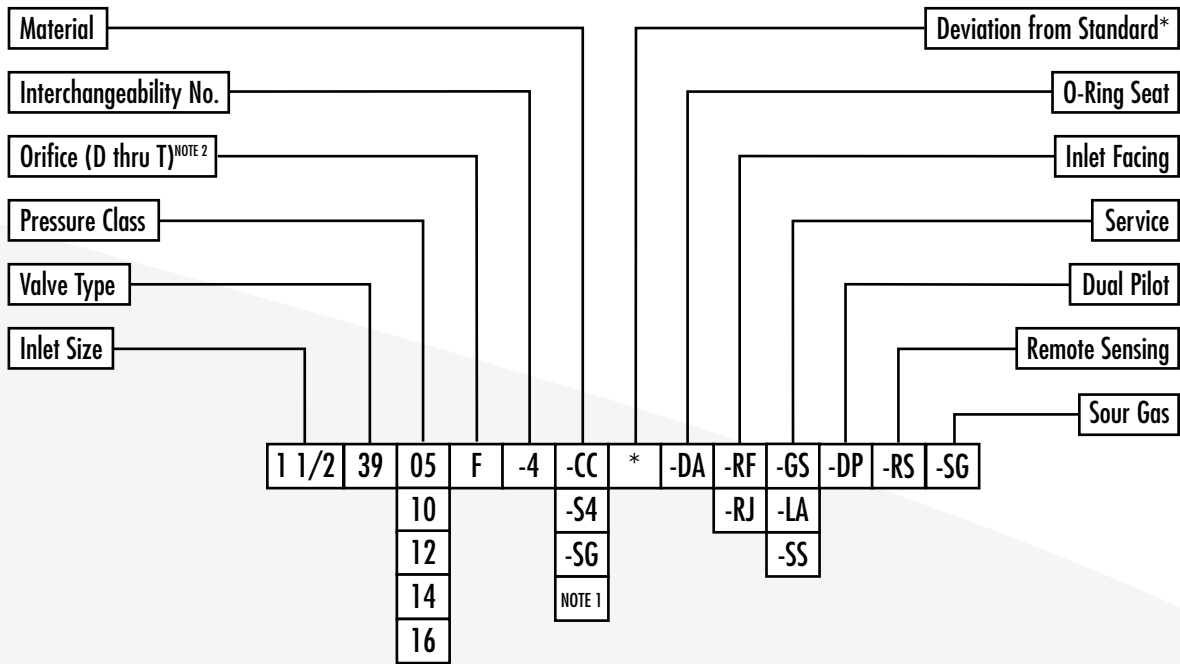 Material
Deviation from Standard*
Interchangeability No.
O-Ring Seat
Orifice (D thru T)NOTE 2
Inlet Facing
Pressure Class
Service
Valve Type
Dual Pilot
Inlet Size
Remote Sensing
Sour Gas
1 1/2 39 05 F -4 -CC * -DA -RF -GS -DP -RS -SG
10 -S4 -RJ -LA
12 -SG -SS
14 NOTE 1
16